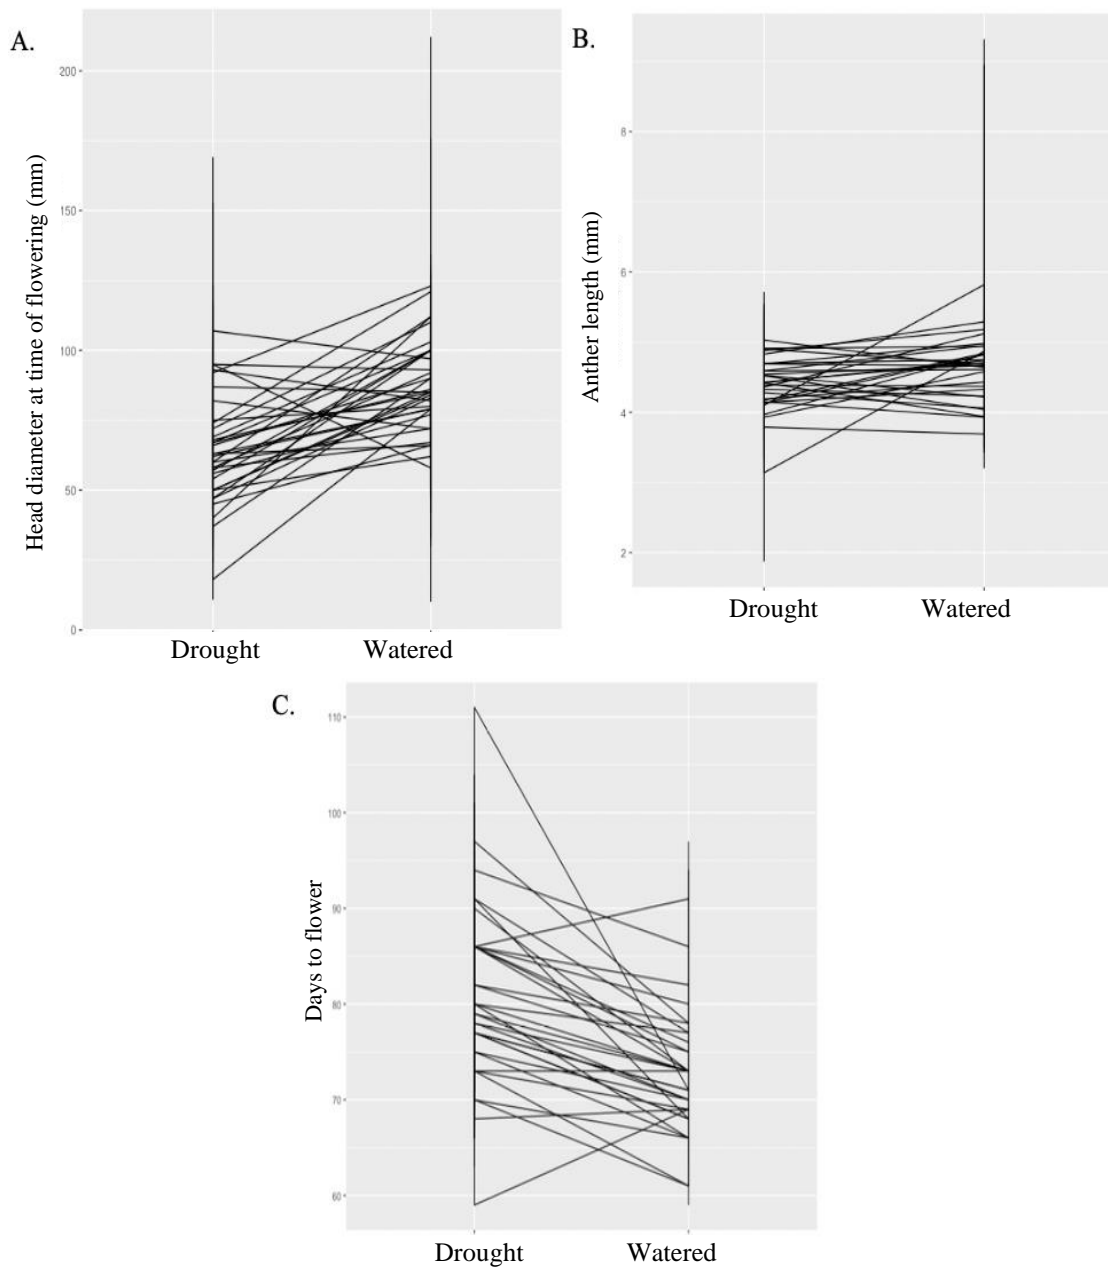 A.
Head diameter at time of flowering (mm)
200
150
100
50
0
Drought Watered
B.
Anther length (mm)
8
6
4
2
Drought Watered
C.
Days to flower
110
100
90
80
70
60
Drought Watered